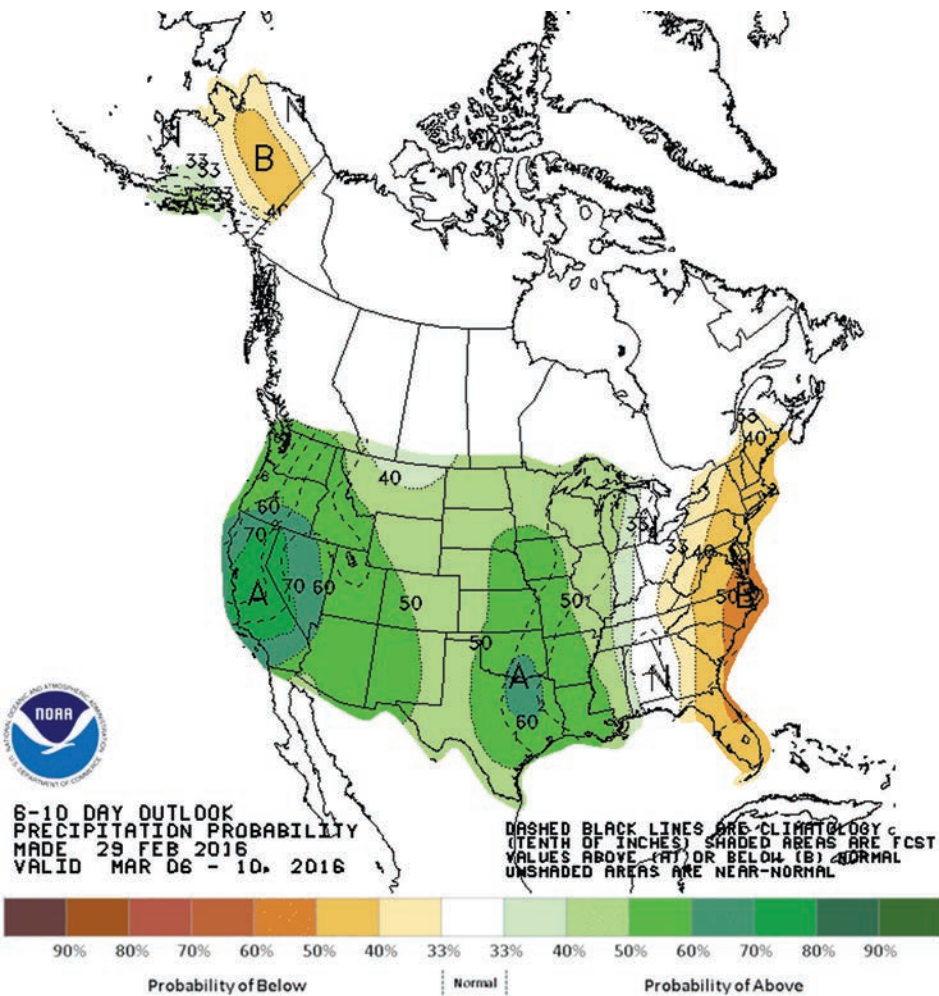 N
N
B
33
33
40
A
33
40
40
60
70
33
33
40
A
70
60
50
50
50
B
50
A
N
60
NOAA
NATIONAL OCEANIC AND ATMOSPHERIC ADMINISTRATION
U.S. DEPARTMENT OF COMMERCE
6-10 DAY OUTLOOK
PRECIPITATION PROBABILITY
MADE 29 FEB 2016
VALID MAR 06 - 10, 2016
DASHED BLACK LINES ARE CLIMATOLOGY
(TENTH OF INCHES) SHADED AREAS ARE FCST
VALUES ABOVE (A) OR BELOW (B) NORMAL
UNSHADED AREAS ARE NEAR-NORMAL
90% 80% 70% 60% 50% 40% 33% 33% 40% 50% 60% 70% 80% 90%
Probability of Below Normal Probability of Above